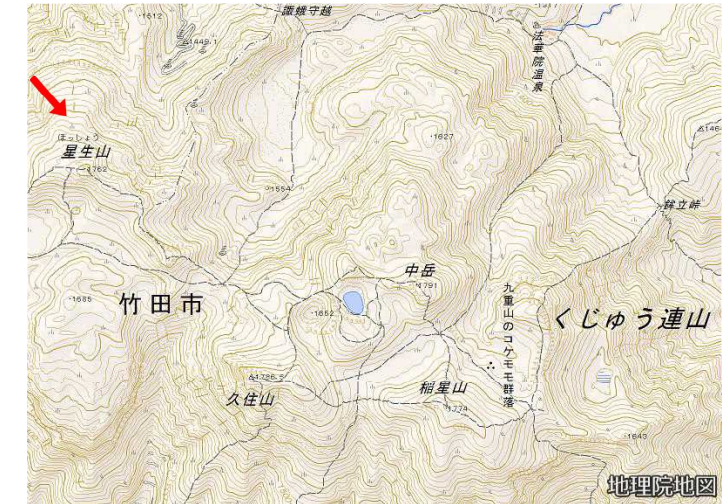 諏蛾守越
・1612
1449.1
法華院温泉
ほっしょう
星生山
1762
・1627
1554
鉾立峠
中岳
1791
竹田市
・1685
・1652
九重山のコケモモ群落
くじゅう連山
1786.5
久住山
稲星山
1774
・1643
地理院地図